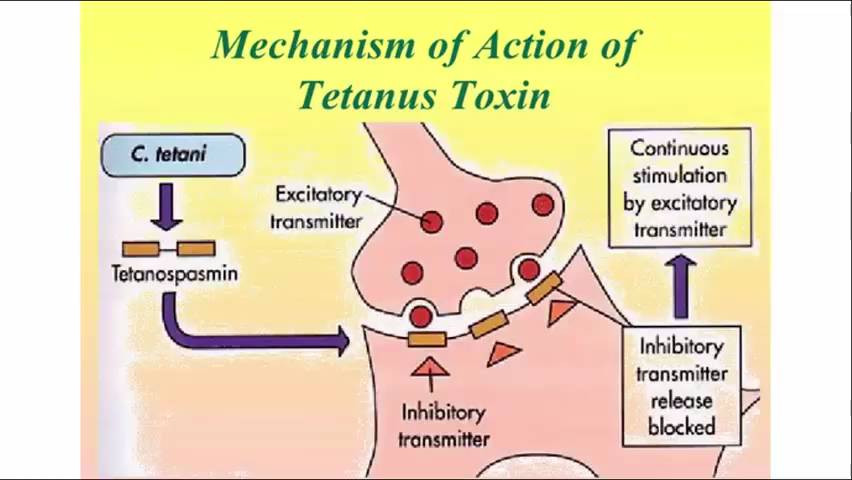 Mechanism of Action of
Tetanus Toxin
C. tetani
Tetanospasmin
Excitatory
transmitter
Inhibitory
transmitter
Continuous
stimulation
by excitatory
transmitter
Inhibitory
transmitter
release
blocked